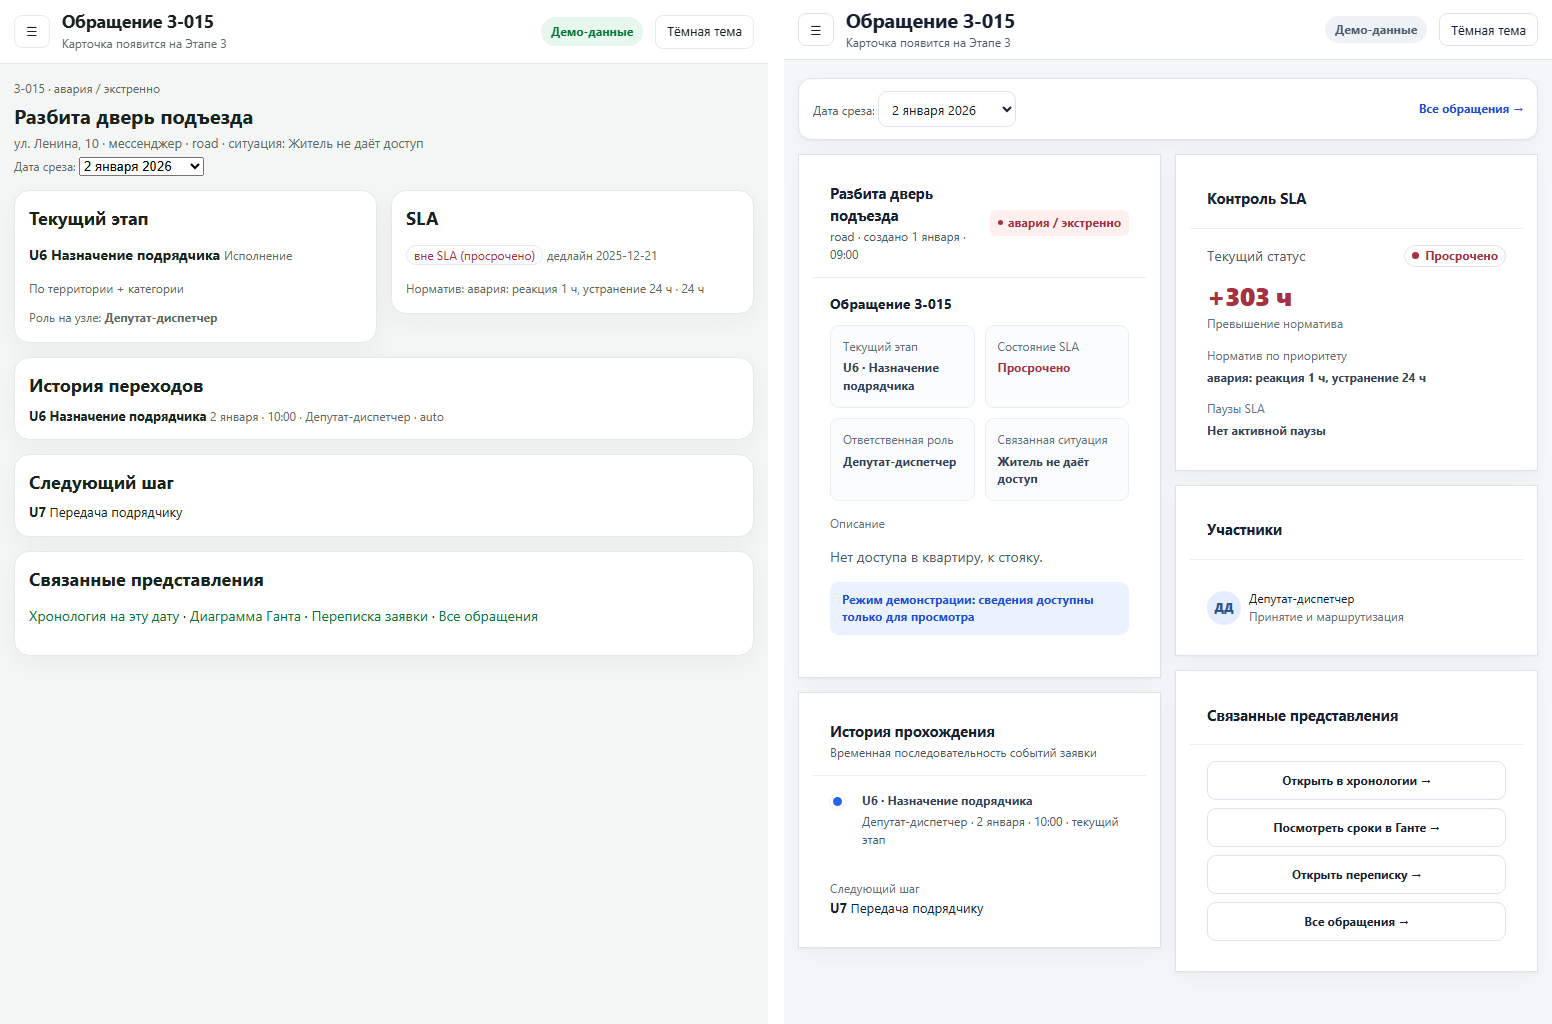 ☰
Обращение З-015
Карточка появится на Этапе 3
Демо-данные
Тёмная тема
З-015 · авария / экстренно
Разбита дверь подъезда
ул. Ленина, 10 · мессенджер · road · ситуация: Житель не даёт доступ
Дата среза: 2 января 2026
Текущий этап
U6 Назначение подрядчика Исполнение
По территории + категории
Роль на узле: Депутат-диспетчер
SLA
вне SLA (просрочено) дедлайн 2025-12-21
Норматив: авария: реакция 1 ч, устранение 24 ч · 24 ч
История переходов
U6 Назначение подрядчика 2 января · 10:00 · Депутат-диспетчер · auto
Следующий шаг
U7 Передача подрядчику
Связанные представления
Хронология на эту дату · Диаграмма Ганта · Переписка заявки · Все обращения
☰
Обращение З-015
Карточка появится на Этапе 3
Демо-данные
Тёмная тема
Дата среза: 2 января 2026
Все обращения →
Разбита дверь
подъезда
road · создано 1 января ·
09:00
авария / экстренно
Обращение З-015
Текущий этап
U6 · Назначение
подрядчика
Состояние SLA
Просрочено
Ответственная роль
Депутат-диспетчер
Связанная ситуация
Житель не даёт
доступ
Описание
Нет доступа в квартиру, к стояку.
Режим демонстрации: сведения доступны
только для просмотра
История прохождения
Временная последовательность событий заявки
U6 · Назначение подрядчика
Депутат-диспетчер · 2 января · 10:00 · текущий
этап
Следующий шаг
U7 Передача подрядчику
Контроль SLA
Текущий статус
Просрочено
+303 ч
Превышение норматива
Норматив по приоритету
авария: реакция 1 ч, устранение 24 ч
Паузы SLA
Нет активной паузы
Участники
ДД
Депутат-диспетчер
Принятие и маршрутизация
Связанные представления
Открыть в хронологии →
Посмотреть сроки в Ганте →
Открыть переписку →
Все обращения →